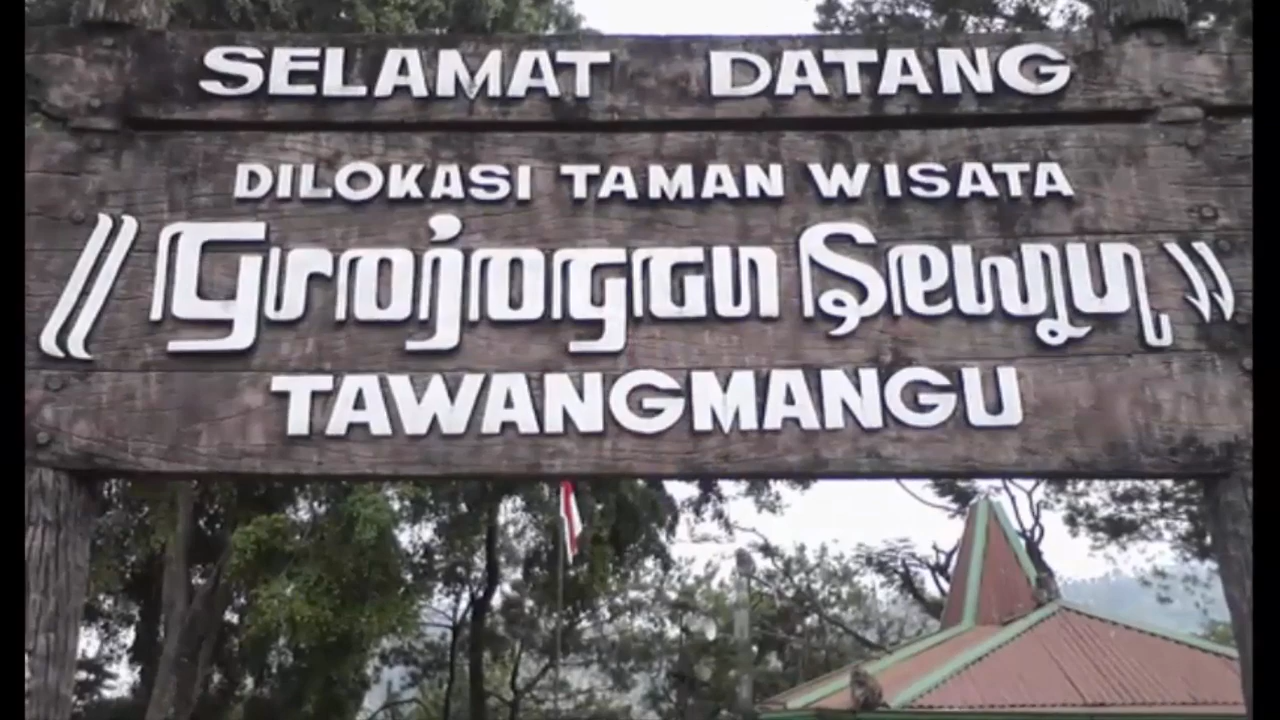 SELAMAT DATANG
DILOKASI TAMAN WISATA
"Grojogan Sewu"
TAWANGMANGU